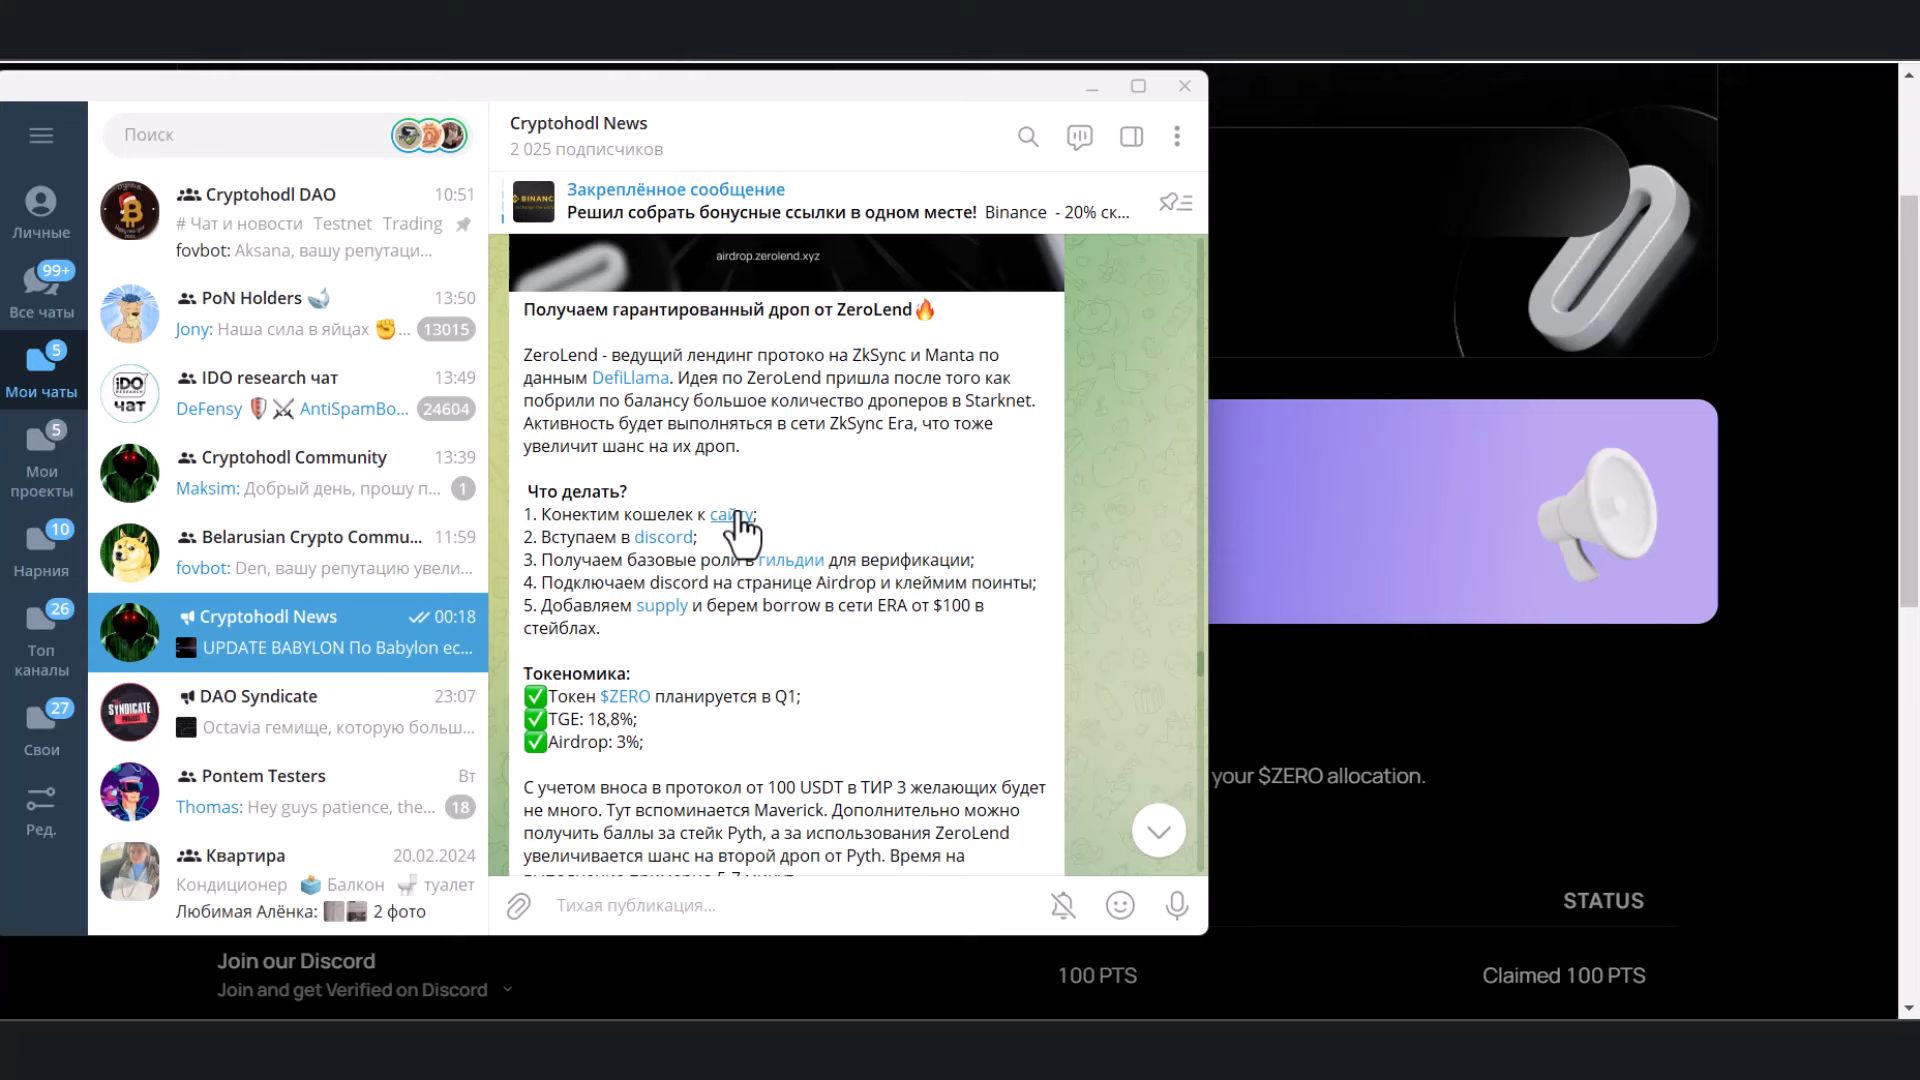 Поиск
Личные
99+
Все чаты
5
Мои чаты
5
Мои
проекты
10
Нарния
26
Топ
каналы
27
Свои
Ред.
Cryptohodl DAO 10:51
# Чат и новости Testnet Trading
fovbot: Aksana, вашу репутаци...
PoN Holders 13:50
Jony: Наша сила в яйцах ... 13015
IDO research чат 13:49
DeFensy AntiSpamBo... 24604
Cryptohodl Community 13:39
Maksim: Добрый день, прошу п... 1
Belarusian Crypto Commu... 11:59
fovbot: Den, вашу репутацию увели...
Cryptohodl News 00:18
UPDATE BABYLON По Babylon ес...
DAO Syndicate 23:07
Octavia гемище, которую больш...
Pontem Testers Вт
Thomas: Hey guys patience, the... 18
Квартира 20.02.2024
Кондиционер Балкон туалет
Любимая Алёнка: 2 фото
Cryptohodl News
2 025 подписчиков
Закреплённое сообщение
Решил собрать бонусные ссылки в одном месте! Binance - 20% ск...
airdrop.zerolend.xyz
Получаем гарантированный дроп от ZeroLend🔥
ZeroLend - ведущий лендинг протоко на ZkSync и Manta по
данным DefiLlama. Идея по ZeroLend пришла после того как
побрили по балансу большое количество дроперов в Starknet.
Активность будет выполняться в сети ZkSync Era, что тоже
увеличит шанс на их дроп.
Что делать?
1. Конектим кошелек к сайту;
2. Вступаем в discord;
3. Получаем базовые роли в гильдии для верификации;
4. Подключаем discord на странице Airdrop и клеймим поинты;
5. Добавляем supply и берем borrow в сети ERA от $100 в
стейблах.
Токеномика:
✅Токен $ZERO планируется в Q1;
✅TGE: 18,8%;
✅Airdrop: 3%;
С учетом вноса в протокол от 100 USDT в ТИР 3 желающих будет
не много. Тут вспоминается Maverick. Дополнительно можно
получить баллы за стейк Pyth, а за использования ZeroLend
увеличивается шанс на второй дроп от Pyth. Время на
Тихая публикация...
your $ZERO allocation.
STATUS
Join our Discord
Join and get Verified on Discord
100 PTS
Claimed 100 PTS